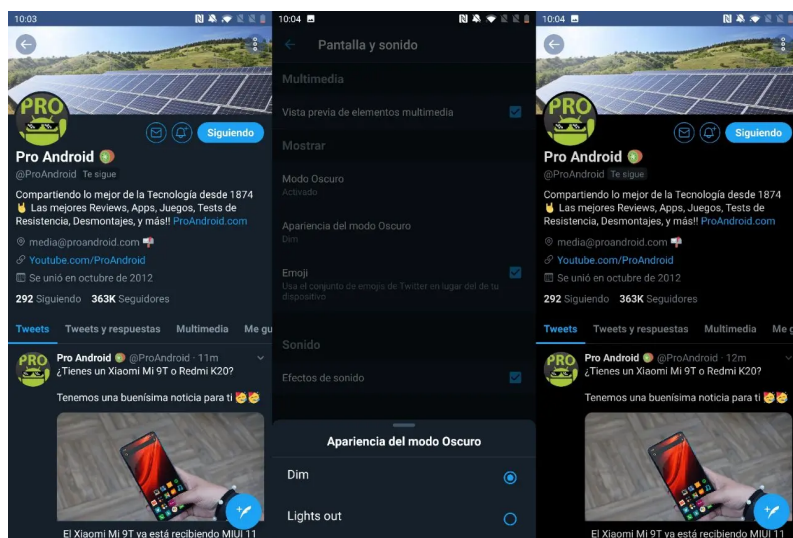 10:03
PRO
Siguiendo
Pro Android
@ProAndroid Te sigue
Compartiendo lo mejor de la Tecnología desde 1874
🤘 Las mejores Reviews, Apps, Juegos, Tests de
Resistencia, Desmontajes, y más!! ProAndroid.com
media@proandroid.com 📬
Youtube.com/ProAndroid
Se unió en octubre de 2012
292 Siguiendo 363K Seguidores
Tweets Tweets y respuestas Multimedia Me gu
PRO
Pro Android @ProAndroid · 11m
¿Tienes un Xiaomi Mi 9T o Redmi K20?
Tenemos una buenísima noticia para ti 🥳🥳
El Xiaomi Mi 9T ya está recibiendo MIUI 11
10:04
Pantalla y sonido
Multimedia
Vista previa de elementos multimedia
Mostrar
Modo Oscuro
Activado
Apariencia del modo Oscuro
Dim
Emoji
Usa el conjunto de emojis de Twitter en lugar del de tu
dispositivo
Sonido
Efectos de sonido
Apariencia del modo Oscuro
Dim
Lights out
10:04
PRO
Siguiendo
Pro Android
@ProAndroid Te sigue
Compartiendo lo mejor de la Tecnología desde 1874
🤘 Las mejores Reviews, Apps, Juegos, Tests de
Resistencia, Desmontajes, y más!! ProAndroid.com
media@proandroid.com 📬
Youtube.com/ProAndroid
Se unió en octubre de 2012
292 Siguiendo 363K Seguidores
Tweets Tweets y respuestas Multimedia Me g
PRO
Pro Android @ProAndroid · 12m
¿Tienes un Xiaomi Mi 9T o Redmi K20?
Tenemos una buenísima noticia para ti 🥳🥳
El Xiaomi Mi 9T ya está recibiendo MIUI 11